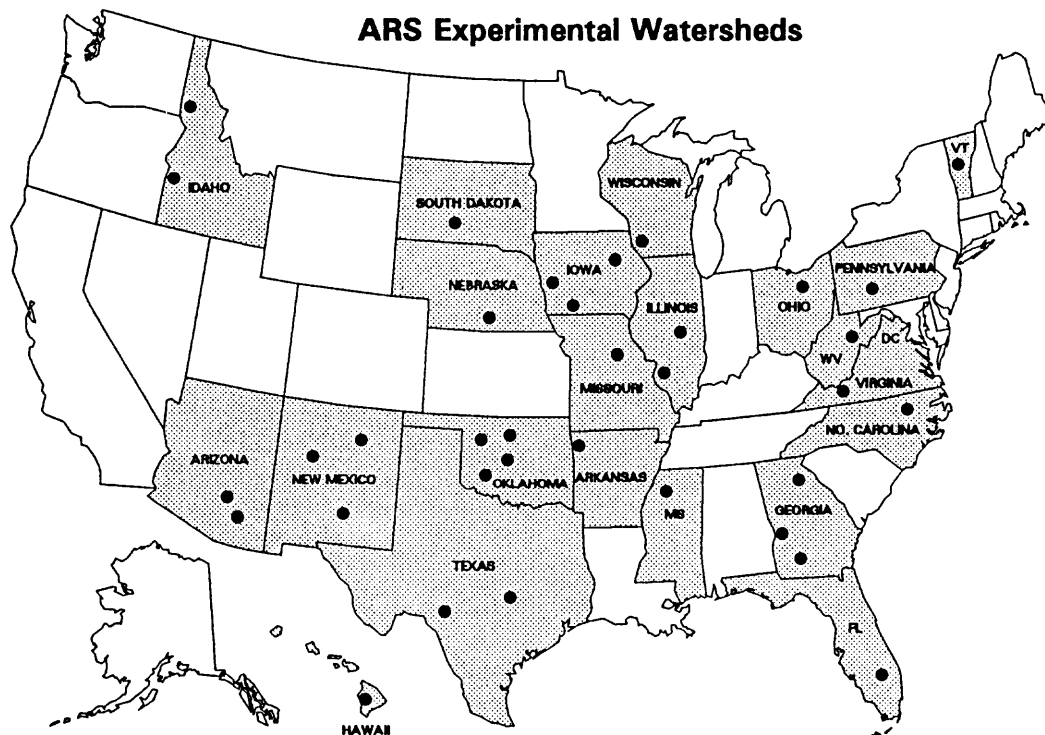 ARS Experimental Watersheds
VT
IDAHO
WISCONSIN
SOUTH DAKOTA
IOWA
PENNSYLVANIA
NEBRASKA
ILLINOIS
OHIO
DC
WV
MISSOURI
VIRGINIA
NO. CAROLINA
ARIZONA
NEW MEXICO
OKLAHOMA
ARKANSAS
MS
GEORGIA
TEXAS
FL
HAWAII